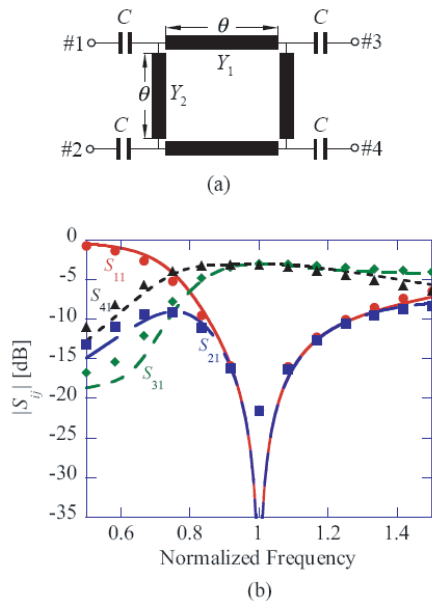 θ
C
C
#1
#3
Y1
θ
Y2
C
C
#2
#4
(a)
0
-5
-10
-15
-20
-25
-30
-35
|Sij| [dB]
S11
S41
S21
S31
0.6
0.8
1
1.2
1.4
Normalized Frequency
(b)